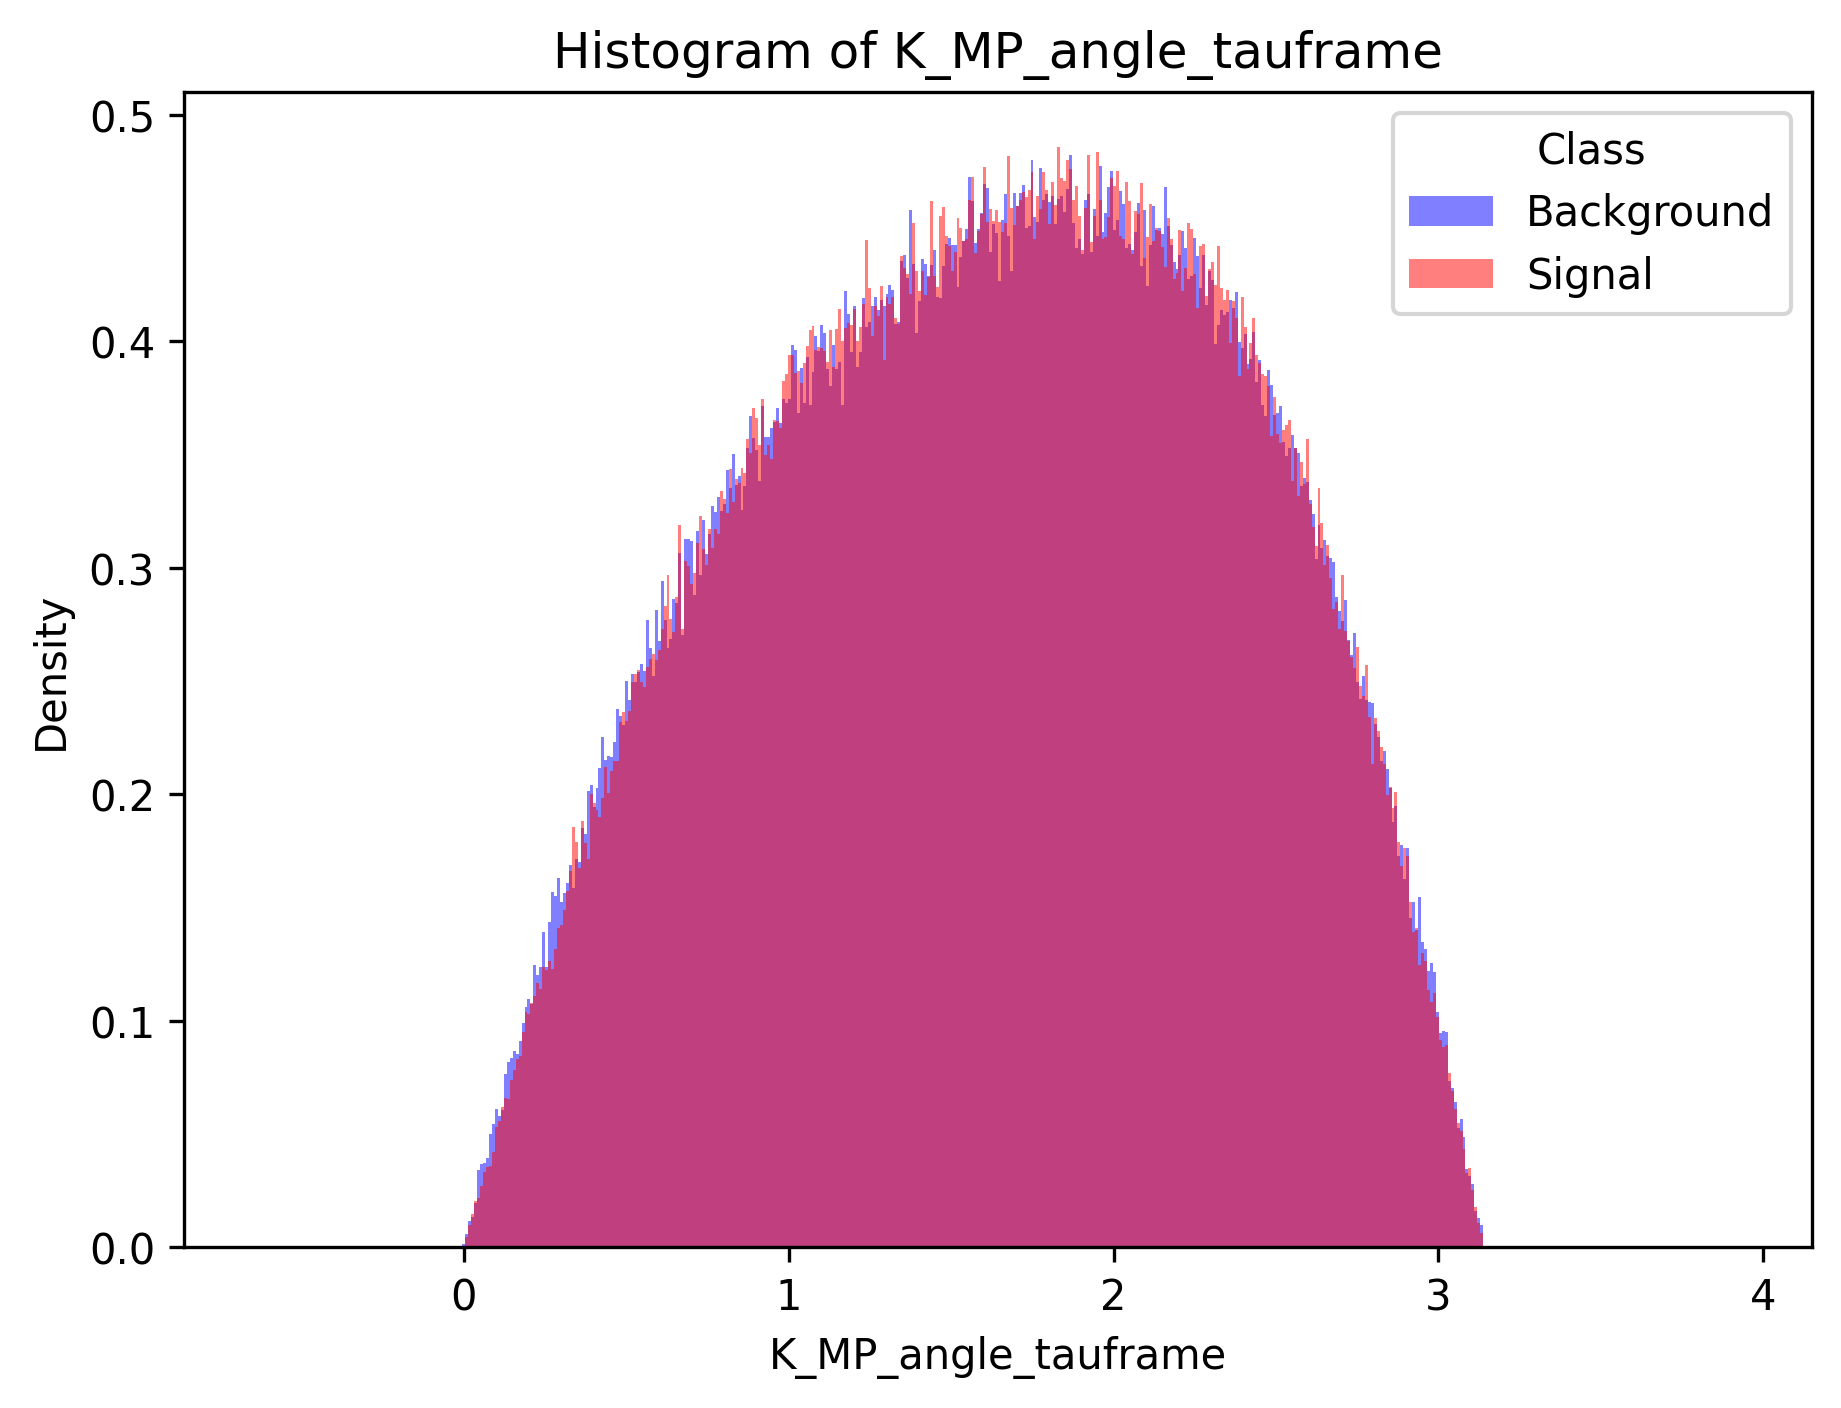 Histogram of K_MP_angle_tauframe
Class
Background
Signal
0.5
0.4
0.3
0.2
0.1
0.0
Density
0 1 2 3 4
K_MP_angle_tauframe